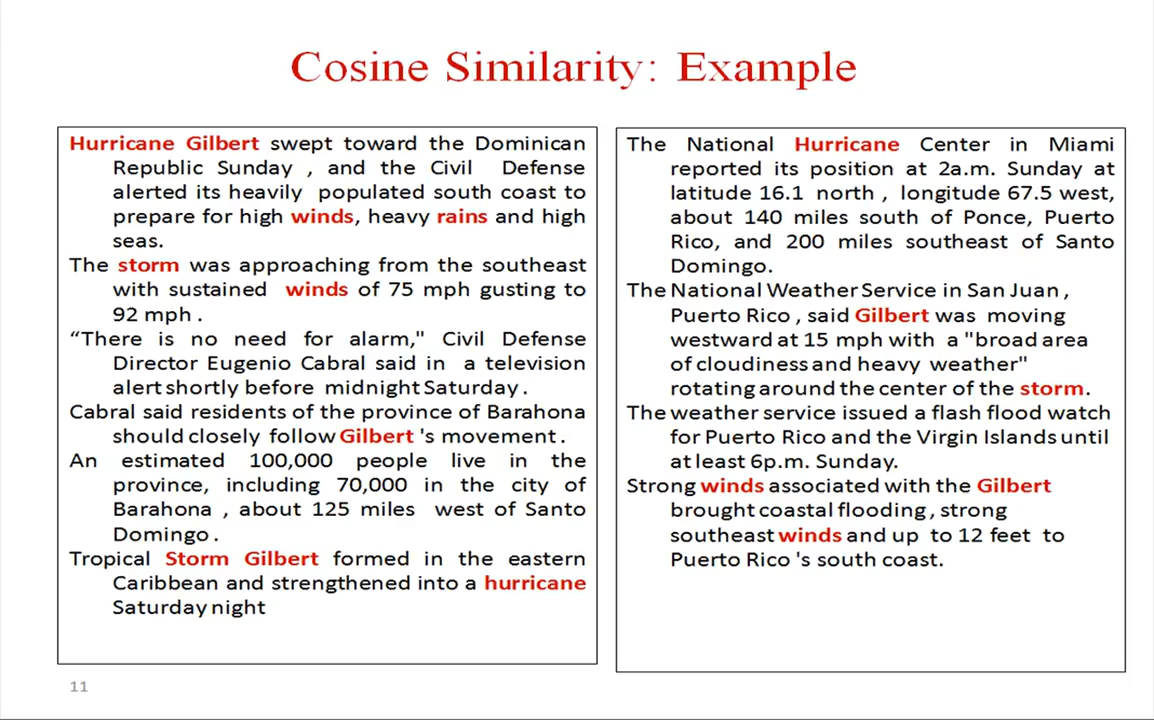 Cosine Similarity: Example
Hurricane Gilbert swept toward the Dominican
Republic Sunday , and the Civil Defense
alerted its heavily populated south coast to
prepare for high winds, heavy rains and high
seas.
The storm was approaching from the southeast
with sustained winds of 75 mph gusting to
92 mph .
“There is no need for alarm," Civil Defense
Director Eugenio Cabral said in a television
alert shortly before midnight Saturday .
Cabral said residents of the province of Barahona
should closely follow Gilbert 's movement .
An estimated 100,000 people live in the
province, including 70,000 in the city of
Barahona , about 125 miles west of Santo
Domingo .
Tropical Storm Gilbert formed in the eastern
Caribbean and strengthened into a hurricane
Saturday night
The National Hurricane Center in Miami
reported its position at 2a.m. Sunday at
latitude 16.1 north , longitude 67.5 west,
about 140 miles south of Ponce, Puerto
Rico, and 200 miles southeast of Santo
Domingo.
The National Weather Service in San Juan ,
Puerto Rico , said Gilbert was moving
westward at 15 mph with a "broad area
of cloudiness and heavy weather"
rotating around the center of the storm.
The weather service issued a flash flood watch
for Puerto Rico and the Virgin Islands until
at least 6p.m. Sunday.
Strong winds associated with the Gilbert
brought coastal flooding , strong
southeast winds and up to 12 feet to
Puerto Rico 's south coast.
11